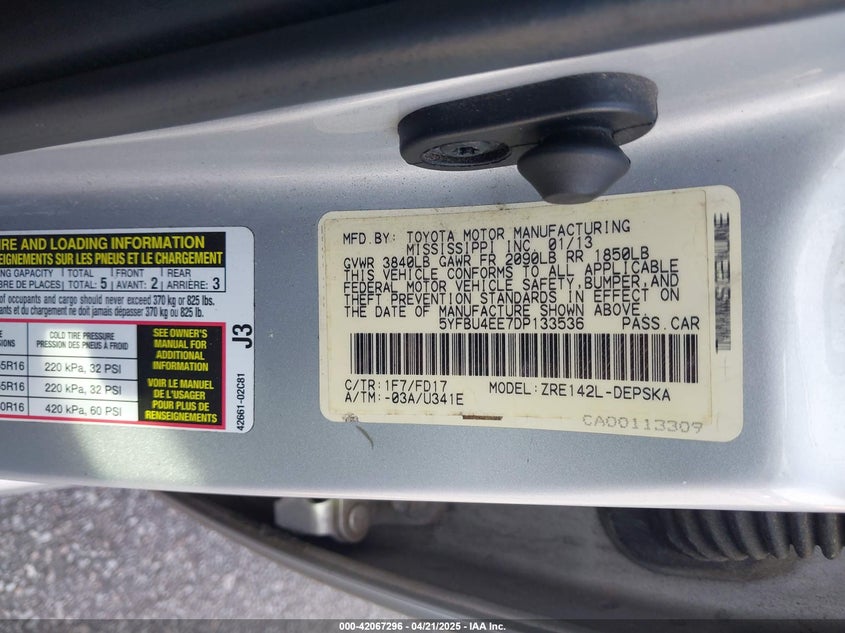 RE AND LOADING INFORMATION
SEIGNEMENTS SUR LES PNEUS ET LE CHARGEMENT
CAPACITY TOTAL FRONT REAR
DE PLACES TOTAL: 5 AVANT: 2 ARRIÈRE: 3
of occupants and cargo should never exceed 370 kg or 825 lbs.
et du chargement ne doit jamais dépasser 370 kg ou 825 lb.
COLD TIRE PRESSURE
PRESSION DES PNEUS À FROID
5R16 220 kPa, 32 PSI
5R16 220 kPa, 32 PSI
0R16 420 kPa, 60 PSI
SEE OWNER'S
MANUAL FOR
ADDITIONAL
INFORMATION
VOIR LE MANUEL
DE L'USAGER
POUR PLUS DE
RENSEIGNEMENTS
J3
42661-02C81
MFD.BY: TOYOTA MOTOR MANUFACTURING
MISSISSIPPI INC. 01/13
GVWR 3840LB GAWR FR 2090LB RR 1850LB
THIS VEHICLE CONFORMS TO ALL APPLICABLE
FEDERAL MOTOR VEHICLE SAFETY,BUMPER,AND
THEFT PREVENTION STANDARDS IN EFFECT ON
THE DATE OF MANUFACTURE SHOWN ABOVE.
5YFBU4EE7DP133536 PASS.CAR
C/TR:1F7/FD17 MODEL:ZRE142L-DEPSKA
A/TM:-03A/U341E
CA00113309
000-42067296 - 04/21/2025 - IAA Inc.